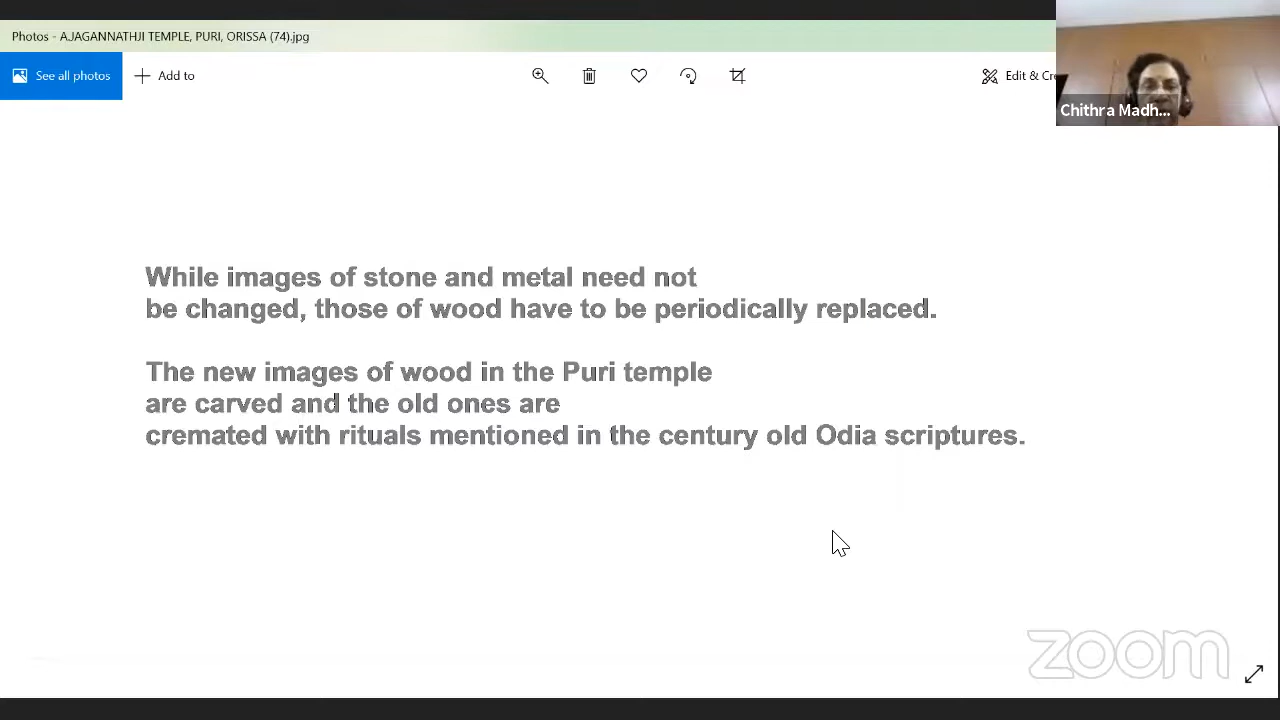 Photos - A.JAGANNATHJI TEMPLE, PURI, ORISSA (74).jpg
See all photos
Add to
Edit & Cre
Chithra Madh...
While images of stone and metal need not
be changed, those of wood have to be periodically replaced.
The new images of wood in the Puri temple
are carved and the old ones are
cremated with rituals mentioned in the century old Odia scriptures.
zoom